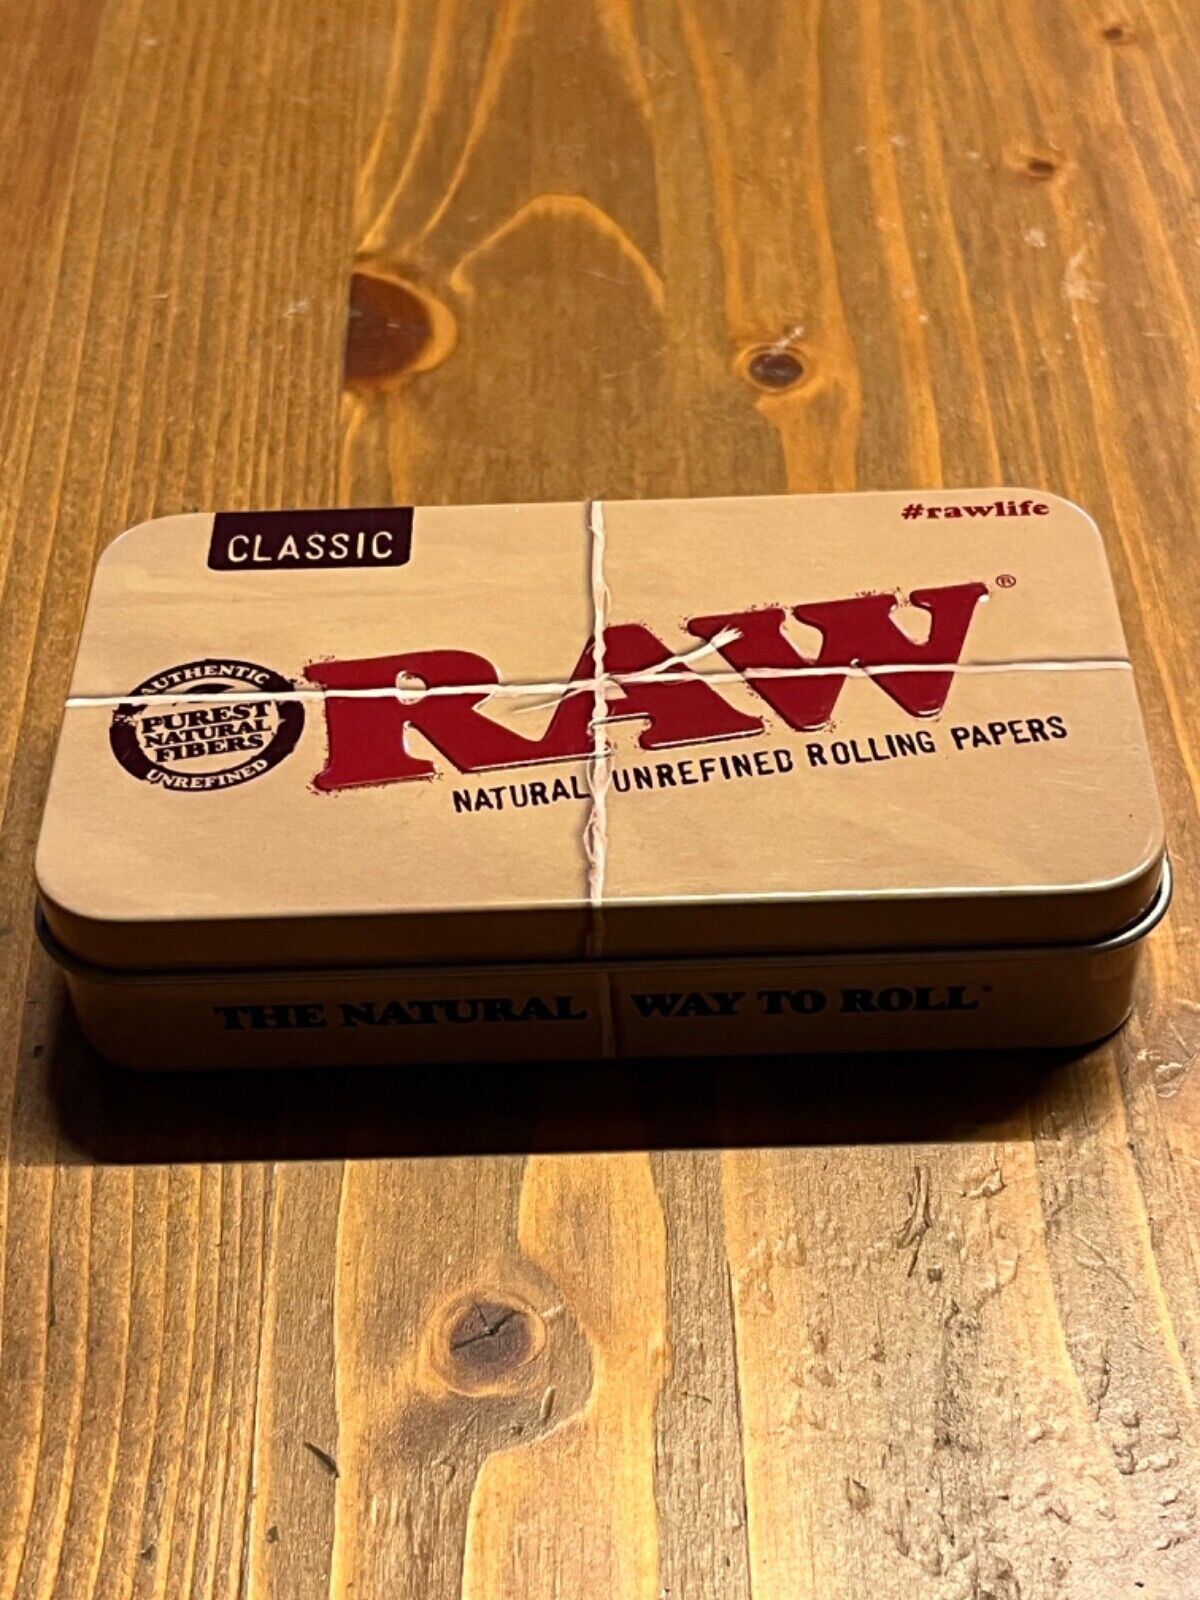 CLASSIC
#rawlife
RAW®
AUTHENTIC
PUREST
NATURAL
FIBERS
UNREFINED
NATURAL UNREFINED ROLLING PAPERS
THE NATURAL WAY TO ROLL